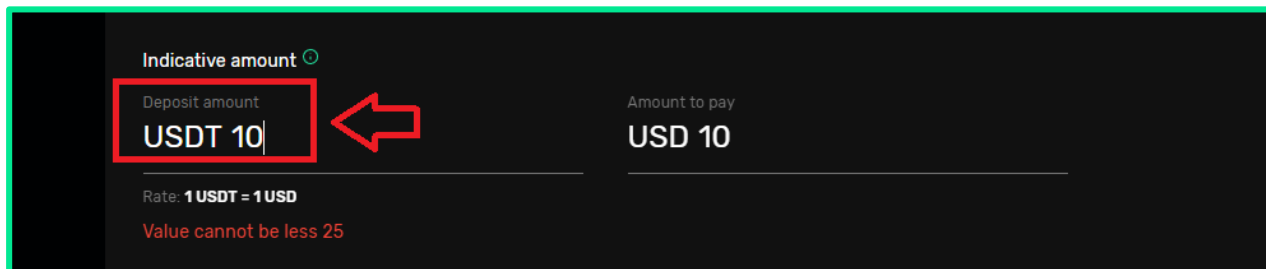 Indicative amount
Deposit amount
USDT 10
Amount to pay
USD 10
Rate: 1 USDT = 1 USD
Value cannot be less 25